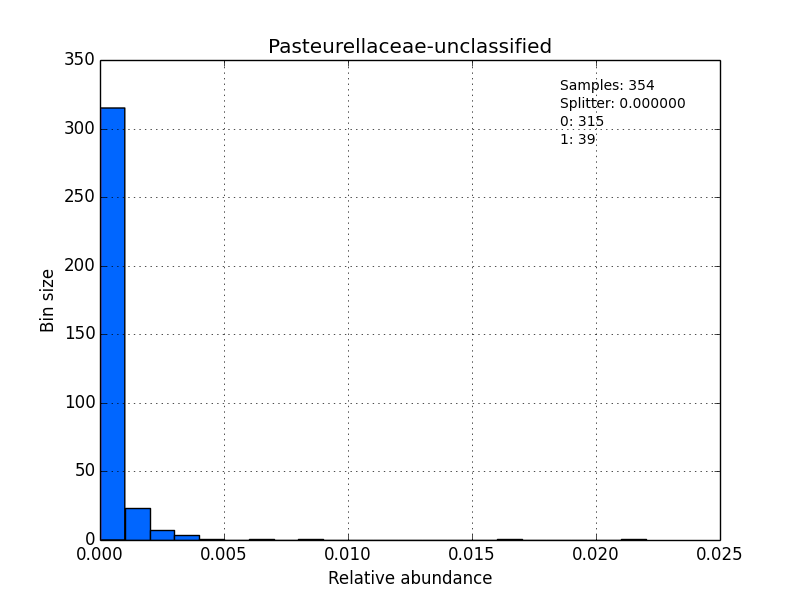 Pasteurellaceae-unclassified
350
300
250
200
150
100
50
0
Bin size
Samples: 354
Splitter: 0.000000
0: 315
1: 39
0.000 0.005 0.010 0.015 0.020 0.025
Relative abundance